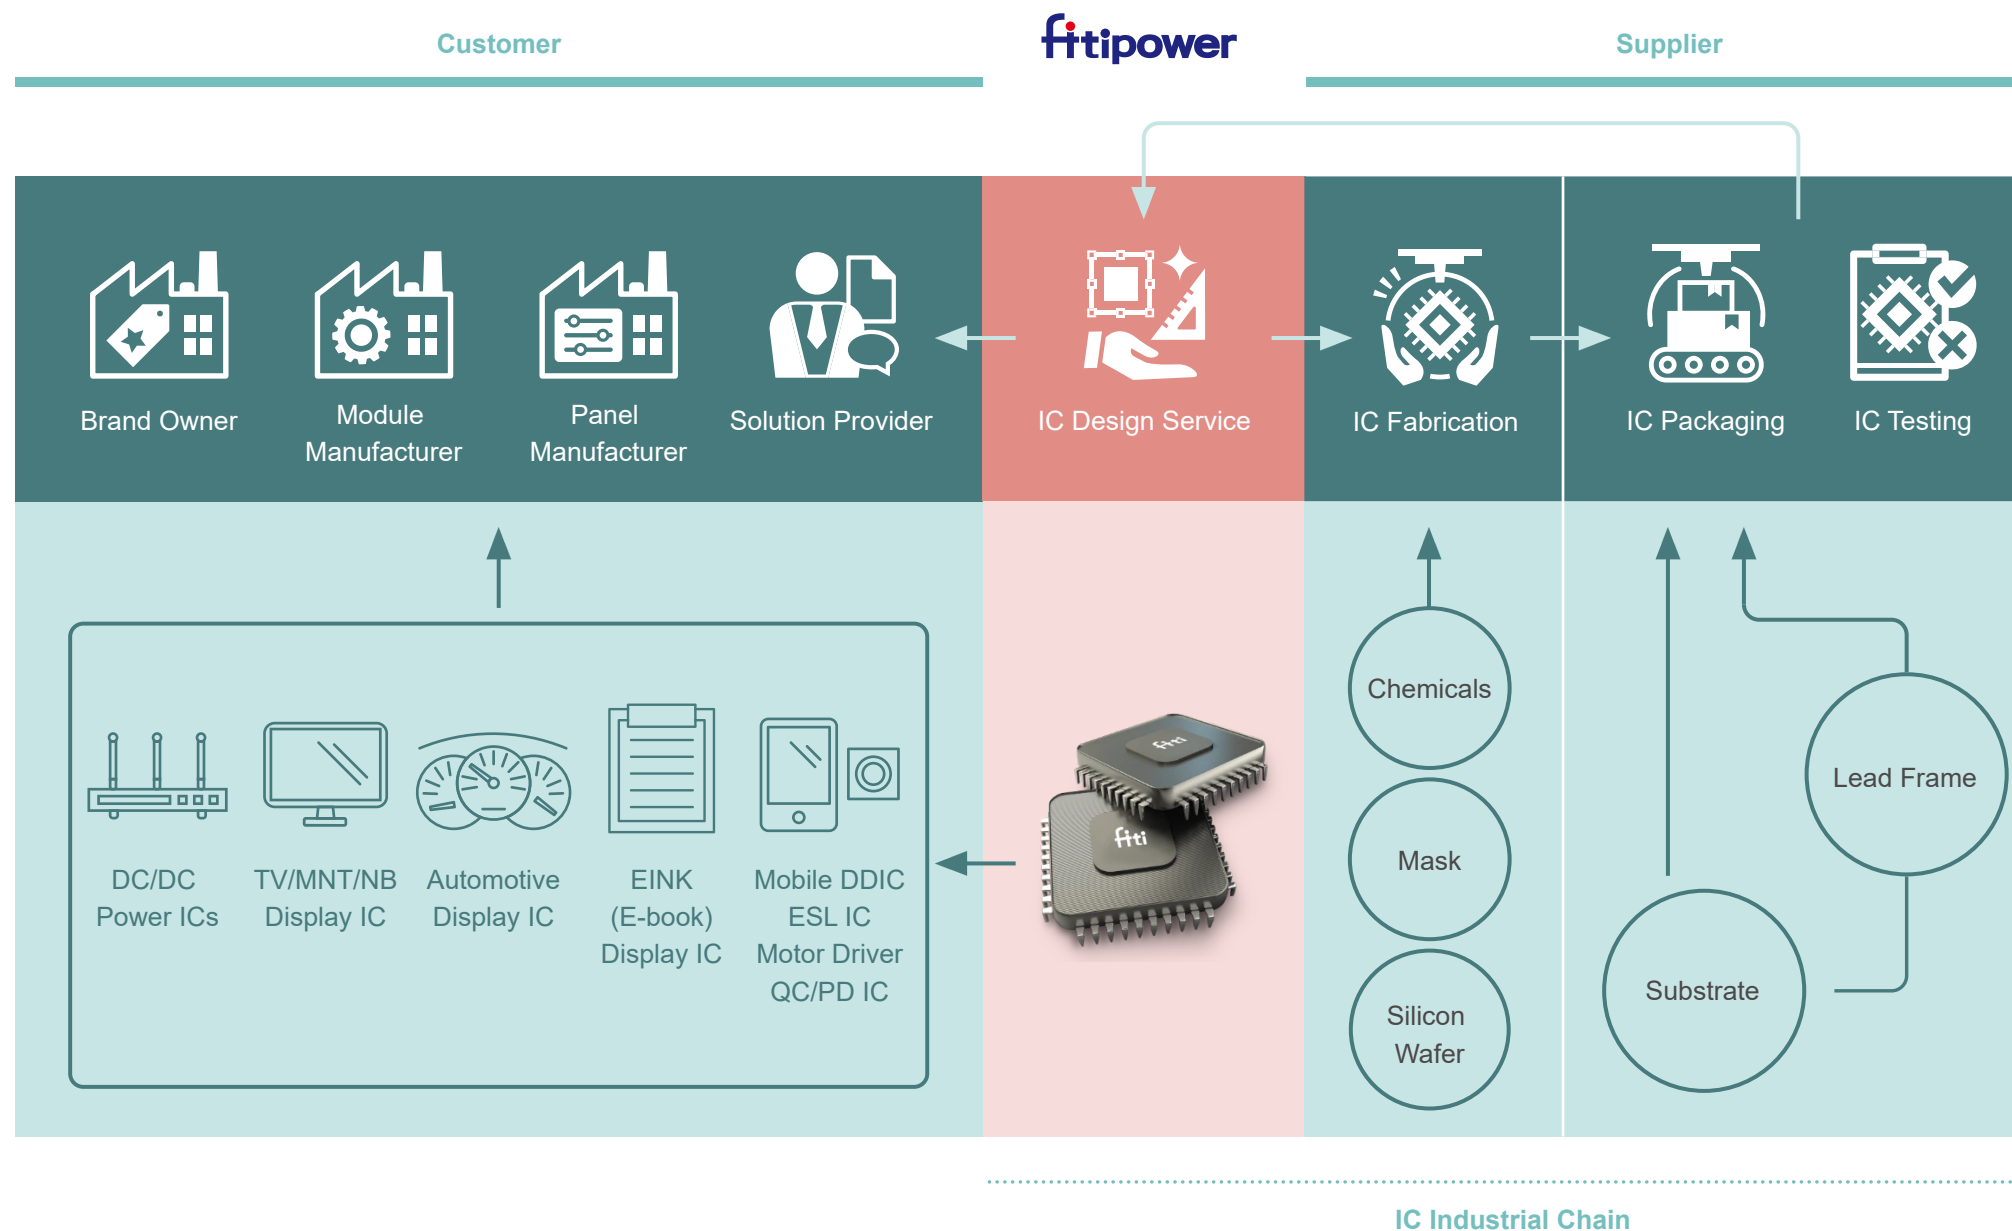 Customer
fitipower
Supplier
Brand Owner
Module
Manufacturer
Panel
Manufacturer
Solution Provider
IC Design Service
IC Fabrication
IC Packaging
IC Testing
DC/DC
Power ICs
TV/MNT/NB
Display IC
Automotive
Display IC
EINK
(E-book)
Display IC
Mobile DDIC
ESL IC
Motor Driver
QC/PD IC
fiti
fiti
Chemicals
Mask
Silicon
Wafer
Lead Frame
Substrate
IC Industrial Chain